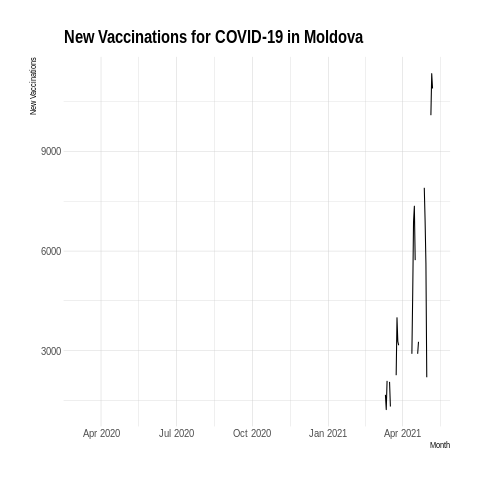 New Vaccinations for COVID-19 in Moldova
New Vaccinations
9000
6000
3000
Apr 2020
Jul 2020
Oct 2020
Jan 2021
Apr 2021
Month